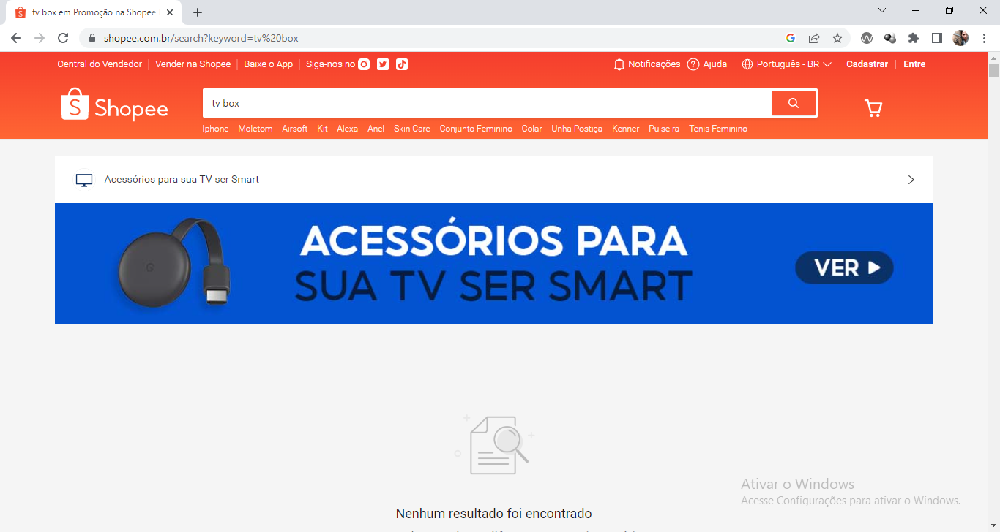 tv box em Promoção na Shopee
shopee.com.br/search?keyword=tv%20box
Central do Vendedor
Vender na Shopee
Baixe o App
Siga-nos no
Notificações
Ajuda
Português - BR
Cadastrar
Entre
Shopee
tv box
Iphone Moletom Airsoft Kit Alexa Anel Skin Care Conjunto Feminino Colar Unha Postiça Kenner Pulseira Tenis Feminino
Acessórios para sua TV ser Smart
ACESSÓRIOS PARA
SUA TV SER SMART
VER
Nenhum resultado foi encontrado
Ativar o Windows
Acesse Configurações para ativar o Windows.